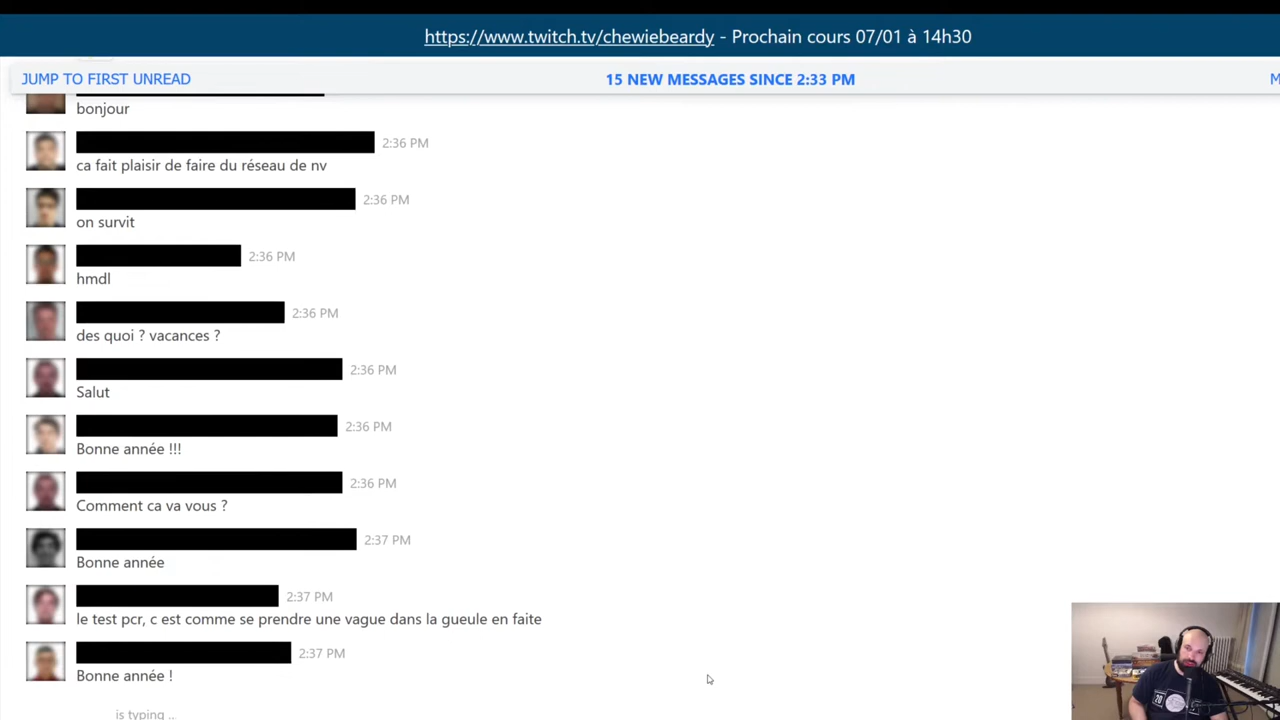 https://www.twitch.tv/chewiebeardy - Prochain cours 07/01 à 14h30
JUMP TO FIRST UNREAD
15 NEW MESSAGES SINCE 2:33 PM
M
bonjour
2:36 PM
ca fait plaisir de faire du réseau de nv
2:36 PM
on survit
2:36 PM
hmdl
2:36 PM
des quoi ? vacances ?
2:36 PM
Salut
2:36 PM
Bonne année !!!
2:36 PM
Comment ca va vous ?
2:37 PM
Bonne année
2:37 PM
le test pcr, c est comme se prendre une vague dans la gueule en faite
2:37 PM
Bonne année !
is typing ...
20